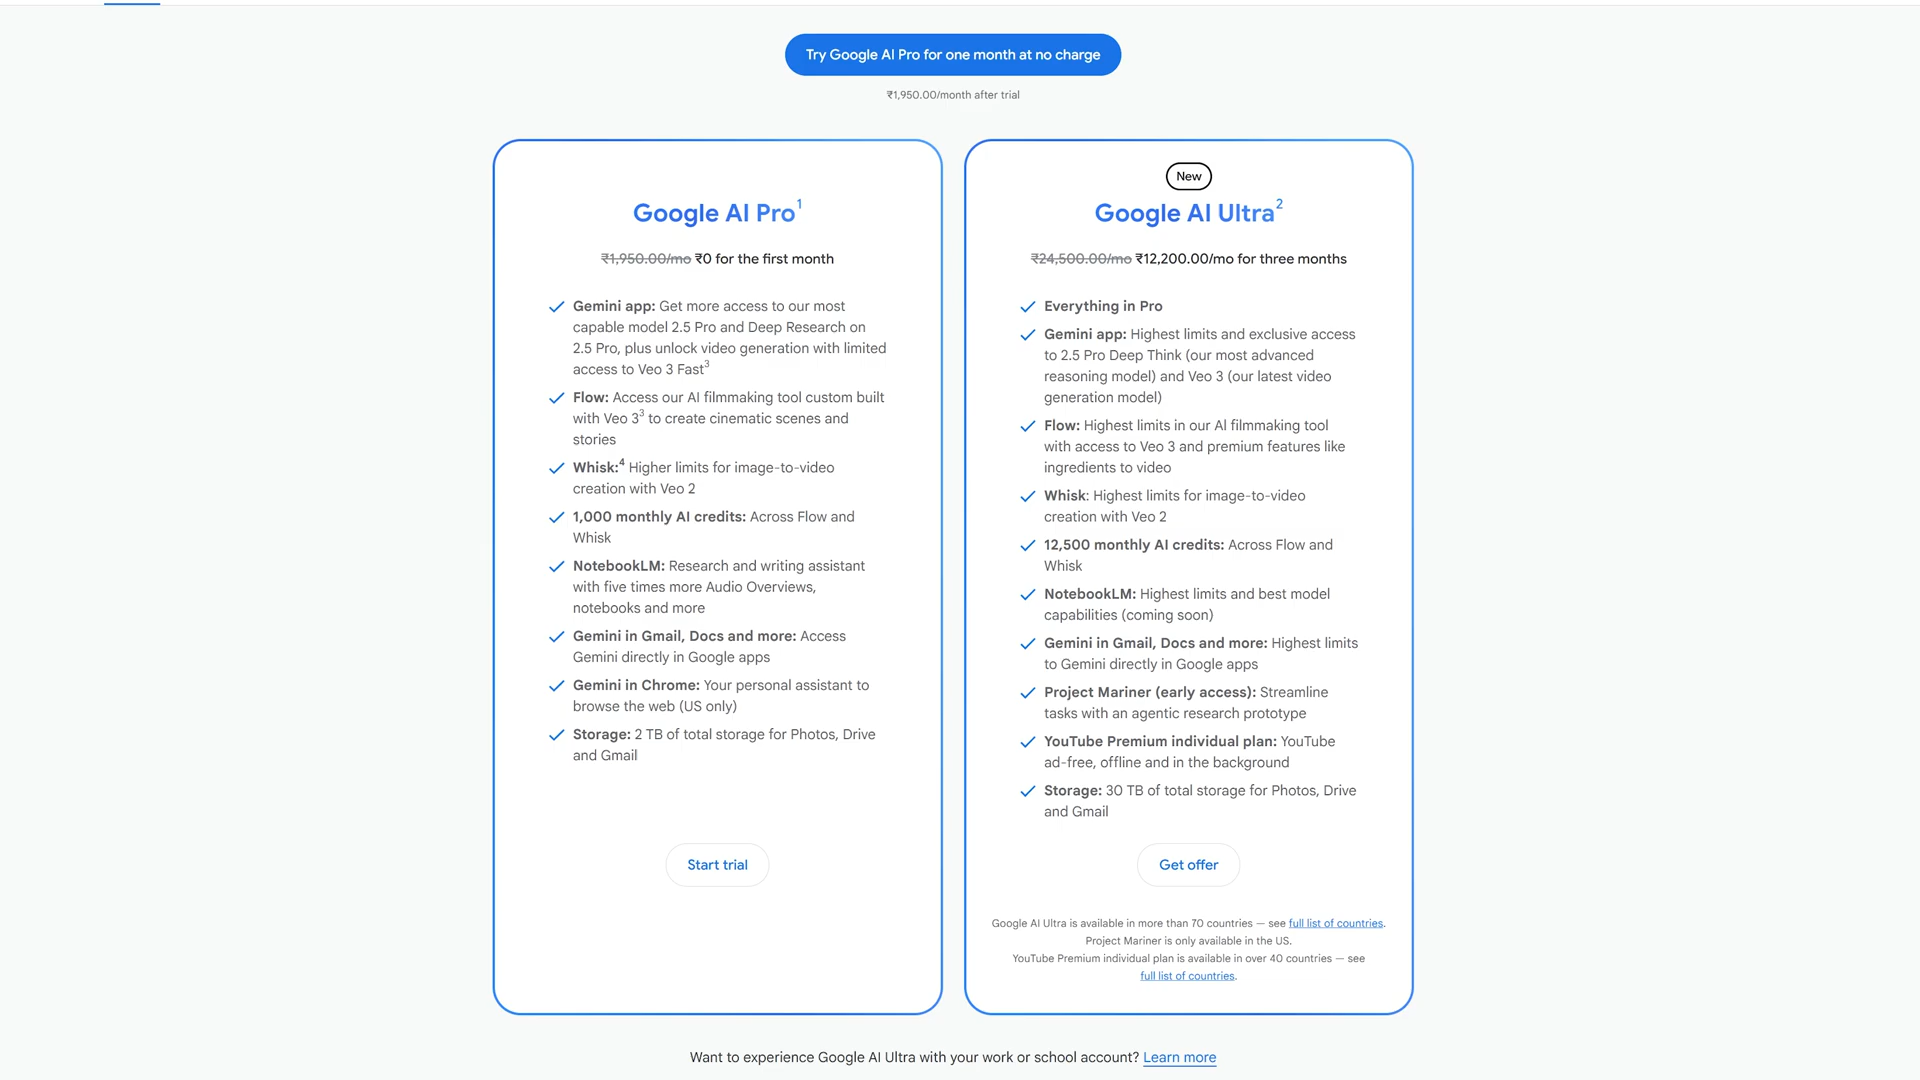 Try Google AI Pro for one month at no charge
₹1,950.00/month after trial
Google AI Pro¹
₹1,950.00/mo ₹0 for the first month
Gemini app: Get more access to our most
capable model 2.5 Pro and Deep Research on
2.5 Pro, plus unlock video generation with limited
access to Veo 3 Fast³
Flow: Access our AI filmmaking tool custom built
with Veo 3³ to create cinematic scenes and
stories
Whisk:⁴ Higher limits for image-to-video
creation with Veo 2
1,000 monthly AI credits: Across Flow and
Whisk
NotebookLM: Research and writing assistant
with five times more Audio Overviews,
notebooks and more
Gemini in Gmail, Docs and more: Access
Gemini directly in Google apps
Gemini in Chrome: Your personal assistant to
browse the web (US only)
Storage: 2 TB of total storage for Photos, Drive
and Gmail
Start trial
New
Google AI Ultra²
₹24,500.00/mo ₹12,200.00/mo for three months
Everything in Pro
Gemini app: Highest limits and exclusive access
to 2.5 Pro Deep Think (our most advanced
reasoning model) and Veo 3 (our latest video
generation model)
Flow: Highest limits in our AI filmmaking tool
with access to Veo 3 and premium features like
ingredients to video
Whisk: Highest limits for image-to-video
creation with Veo 2
12,500 monthly AI credits: Across Flow and
Whisk
NotebookLM: Highest limits and best model
capabilities (coming soon)
Gemini in Gmail, Docs and more: Highest limits
to Gemini directly in Google apps
Project Mariner (early access): Streamline
tasks with an agentic research prototype
YouTube Premium individual plan: YouTube
ad-free, offline and in the background
Storage: 30 TB of total storage for Photos, Drive
and Gmail
Get offer
Google AI Ultra is available in more than 70 countries — see full list of countries.
Project Mariner is only available in the US.
YouTube Premium individual plan is available in over 40 countries — see
full list of countries.
Want to experience Google AI Ultra with your work or school account? Learn more